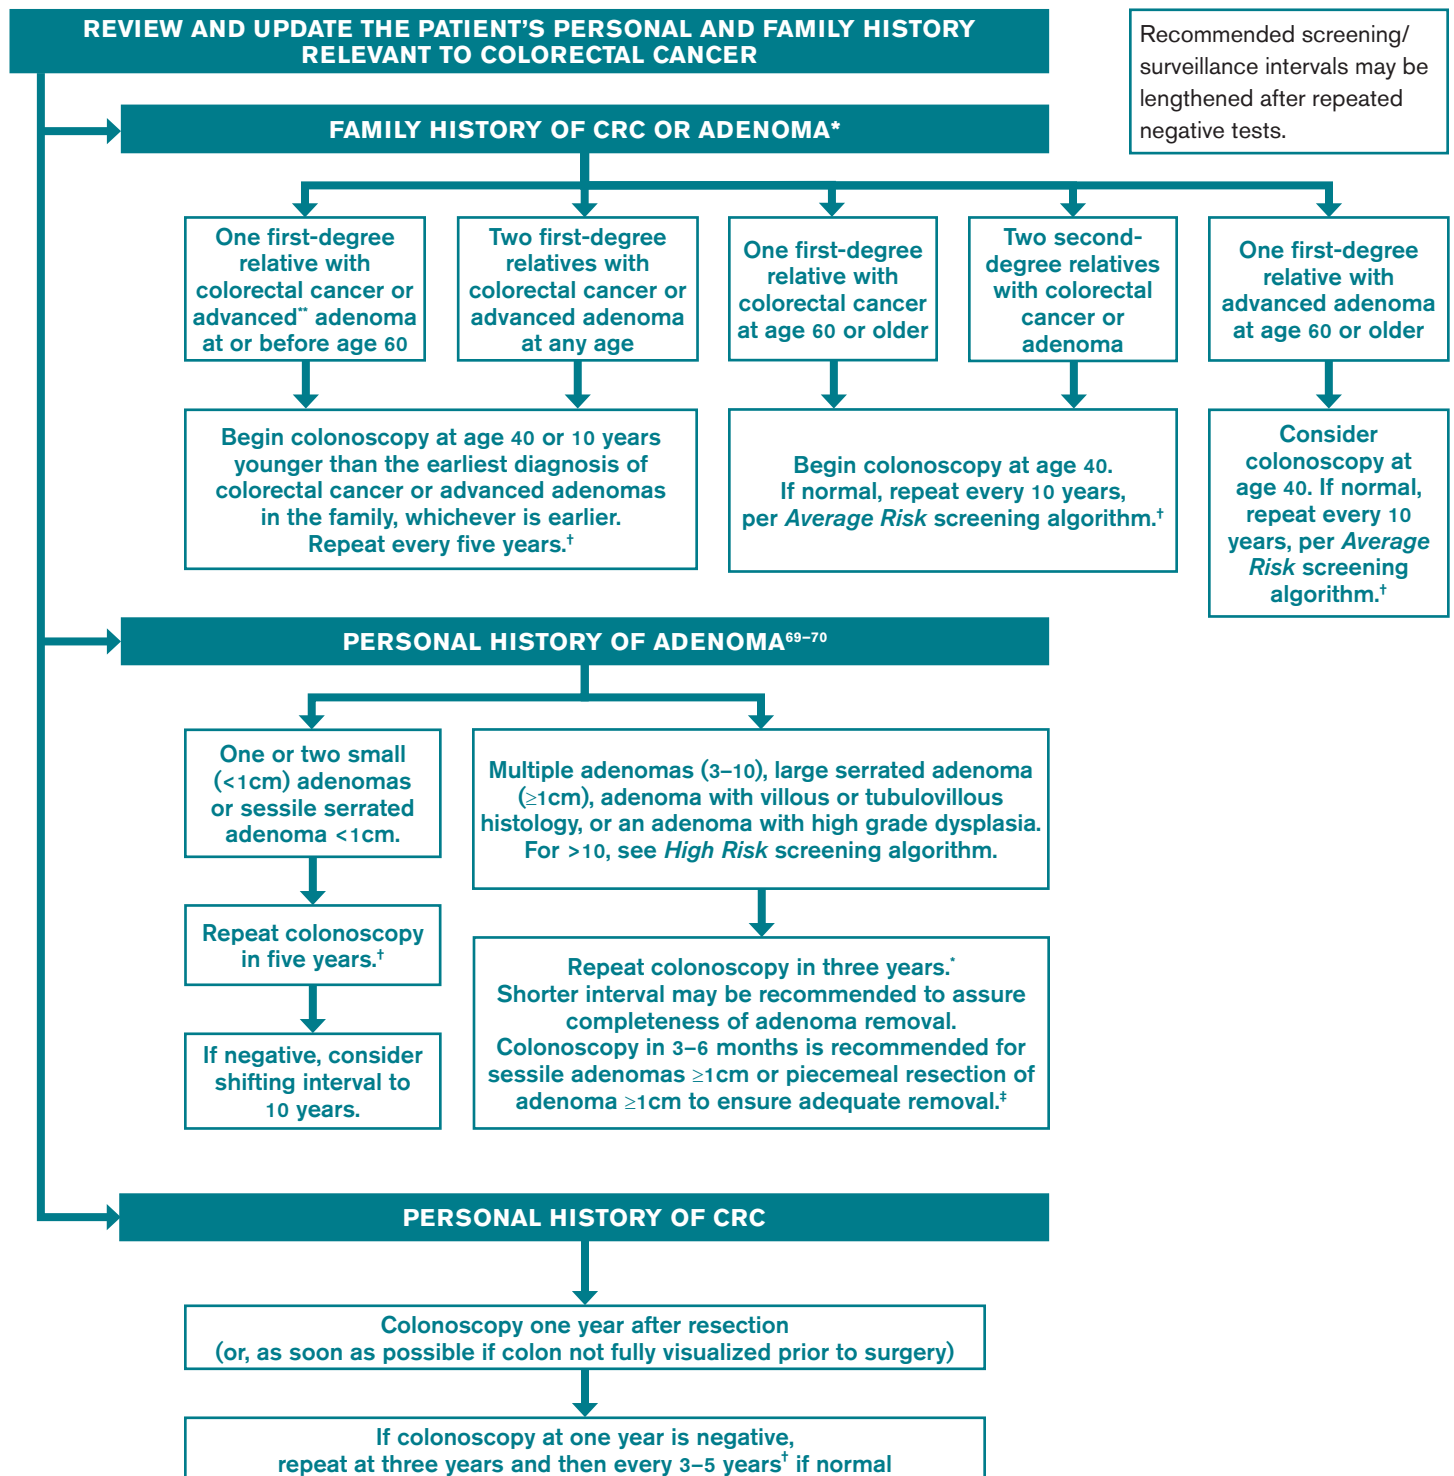 REVIEW AND UPDATE THE PATIENT'S PERSONAL AND FAMILY HISTORY
RELEVANT TO COLORECTAL CANCER
Recommended screening/
surveillance intervals may be
lengthened after repeated
negative tests.
FAMILY HISTORY OF CRC OR ADENOMA*
One first-degree
relative with
colorectal cancer or
advanced** adenoma
at or before age 60
Two first-degree
relatives with
colorectal cancer or
advanced adenoma
at any age
One first-degree
relative with
colorectal cancer
at age 60 or older
Two second-
degree relatives
with colorectal
cancer or
adenoma
One first-degree
relative with
advanced adenoma
at age 60 or older
Begin colonoscopy at age 40 or 10 years
younger than the earliest diagnosis of
colorectal cancer or advanced adenomas
in the family, whichever is earlier.
Repeat every five years.†
Begin colonoscopy at age 40.
If normal, repeat every 10 years,
per Average Risk screening algorithm.†
Consider
colonoscopy at
age 40. If normal,
repeat every 10
years, per Average
Risk screening
algorithm.†
PERSONAL HISTORY OF ADENOMA69–70
One or two small
(<1cm) adenomas
or sessile serrated
adenoma <1cm.
Multiple adenomas (3–10), large serrated adenoma
(≥1cm), adenoma with villous or tubulovillous
histology, or an adenoma with high grade dysplasia.
For >10, see High Risk screening algorithm.
Repeat colonoscopy
in five years.†
If negative, consider
shifting interval to
10 years.
Repeat colonoscopy in three years.*
Shorter interval may be recommended to assure
completeness of adenoma removal.
Colonoscopy in 3–6 months is recommended for
sessile adenomas ≥1cm or piecemeal resection of
adenoma ≥1cm to ensure adequate removal.‡
PERSONAL HISTORY OF CRC
Colonoscopy one year after resection
(or, as soon as possible if colon not fully visualized prior to surgery)
If colonoscopy at one year is negative,
repeat at three years and then every 3–5 years† if normal